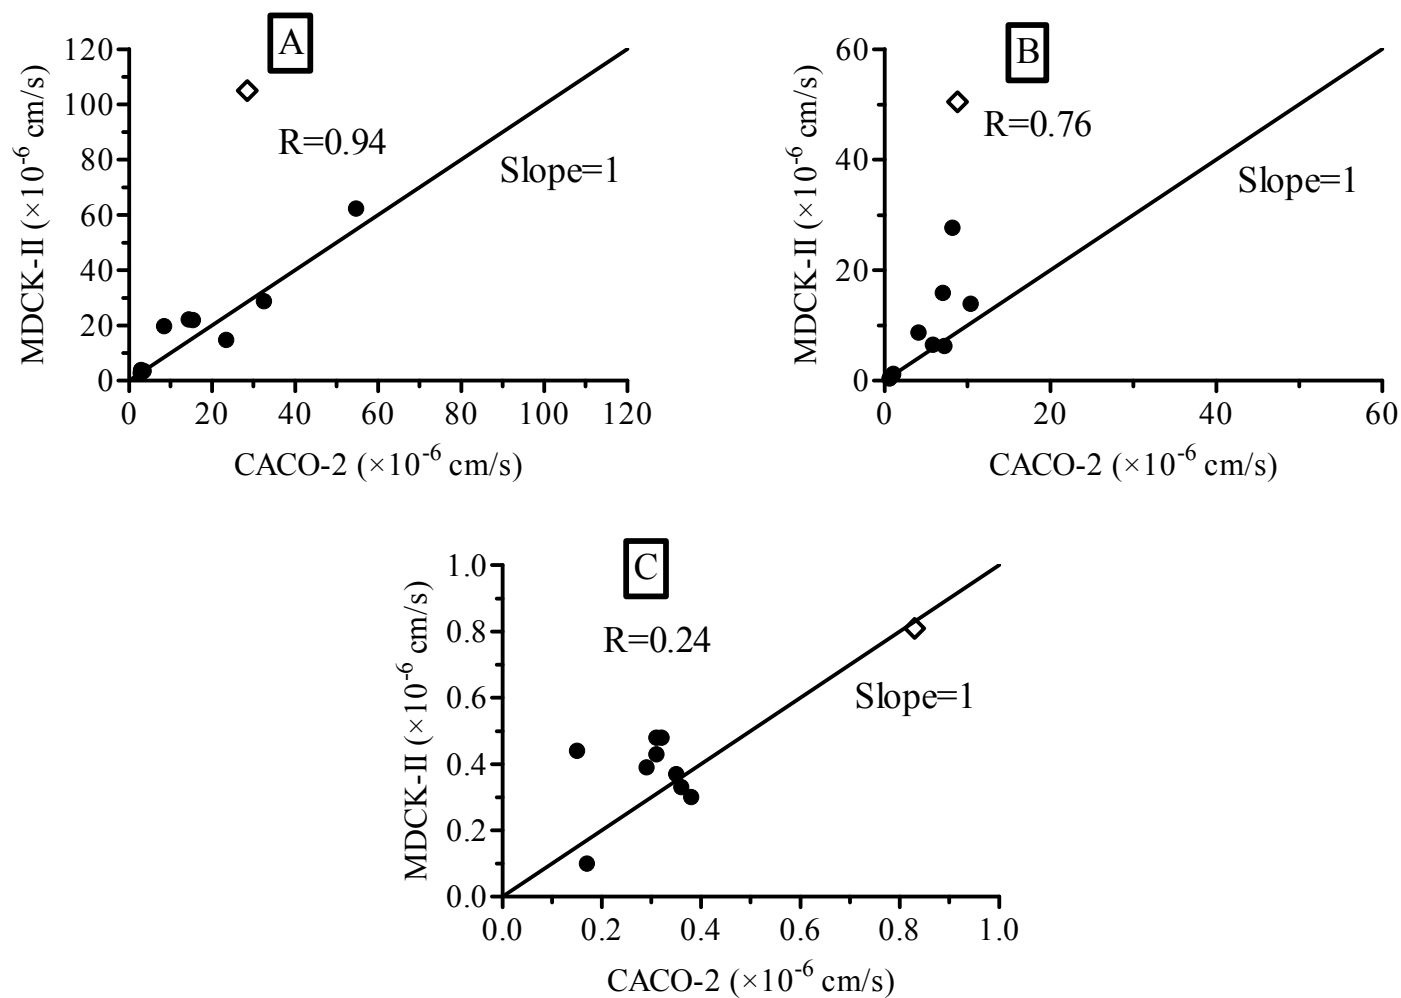 A
120
100
80
60
40
20
0
MDCK-II (×10-6 cm/s)
R=0.94
Slope=1
0 20 40 60 80 100 120
CACO-2 (×10-6 cm/s)
B
60
40
20
0
MDCK-II (×10-6 cm/s)
R=0.76
Slope=1
0 20 40 60
CACO-2 (×10-6 cm/s)
C
1.0
0.8
0.6
0.4
0.2
0.0
MDCK-II (×10-6 cm/s)
R=0.24
Slope=1
0.0 0.2 0.4 0.6 0.8 1.0
CACO-2 (×10-6 cm/s)